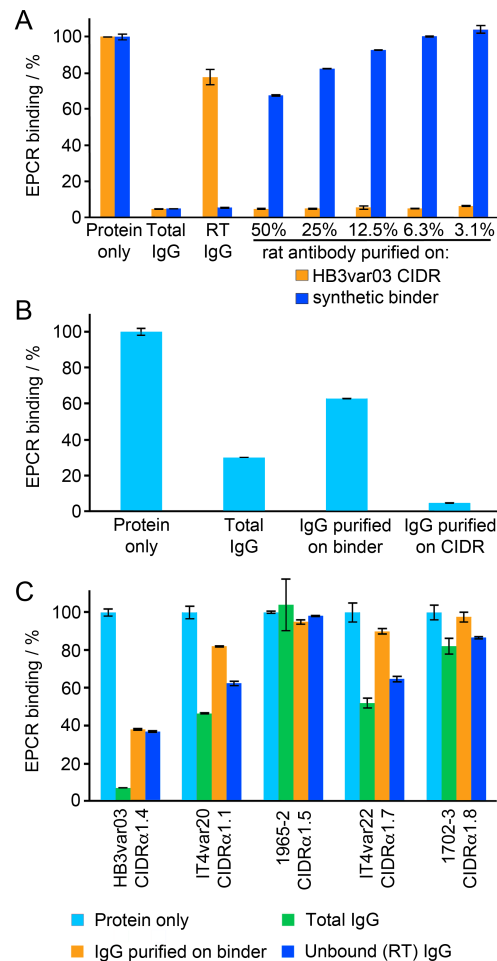 A
EPCR binding / %
100
80
60
40
20
0
Protein only
Total IgG
RT IgG
50% 25% 12.5% 6.3% 3.1%
rat antibody purified on:
HB3var03 CIDR
synthetic binder
B
EPCR binding / %
100
80
60
40
20
0
Protein only
Total IgG
IgG purified on binder
IgG purified on CIDR
C
EPCR binding / %
100
80
60
40
20
0
HB3var03 CIDRα1.4
IT4var20 CIDRα1.1
1965-2 CIDRα1.5
IT4var22 CIDRα1.7
1702-3 CIDRα1.8
Protein only
Total IgG
IgG purified on binder
Unbound (RT) IgG